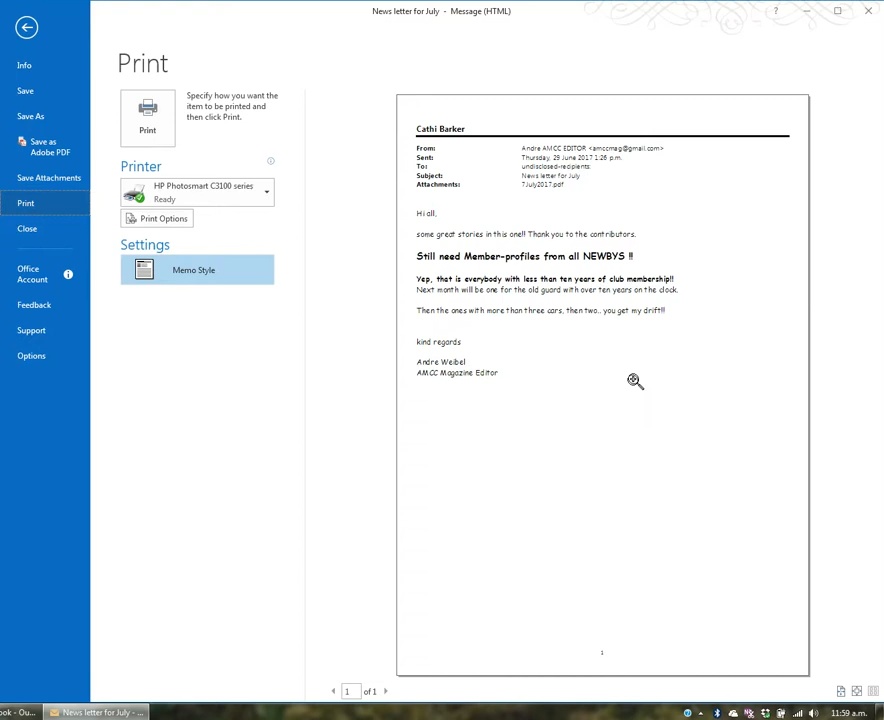 News letter for July - Message (HTML)
?
Info
Save
Save As
Save as
Adobe PDF
Save Attachments
Print
Close
Office
Account
Feedback
Support
Options
Print
Print
Specify how you want the
item to be printed and
then click Print.
Printer
HP Photosmart C3100 series
Ready
Print Options
Settings
Memo Style
Cathi Barker
From: Andre AMCC EDITOR <amccmag@gmail.com>
Sent: Thursday, 29 June 2017 1:26 p.m.
To: undisclosed-recipients:
Subject: News letter for July
Attachments: 7July2017.pdf
Hi all,
some great stories in this one!! Thank you to the contributors.
Still need Member-profiles from all NEWBYS !!
Yep, that is everybody with less than ten years of club membership!!
Next month will be one for the old guard with over ten years on the clock.
Then the ones with more than three cars, then two.. you get my drift!!
kind regards
Andre Weibel
AMCC Magazine Editor
1
1 of 1
ook - Ou...
News letter for July - ...
11:59 a.m.